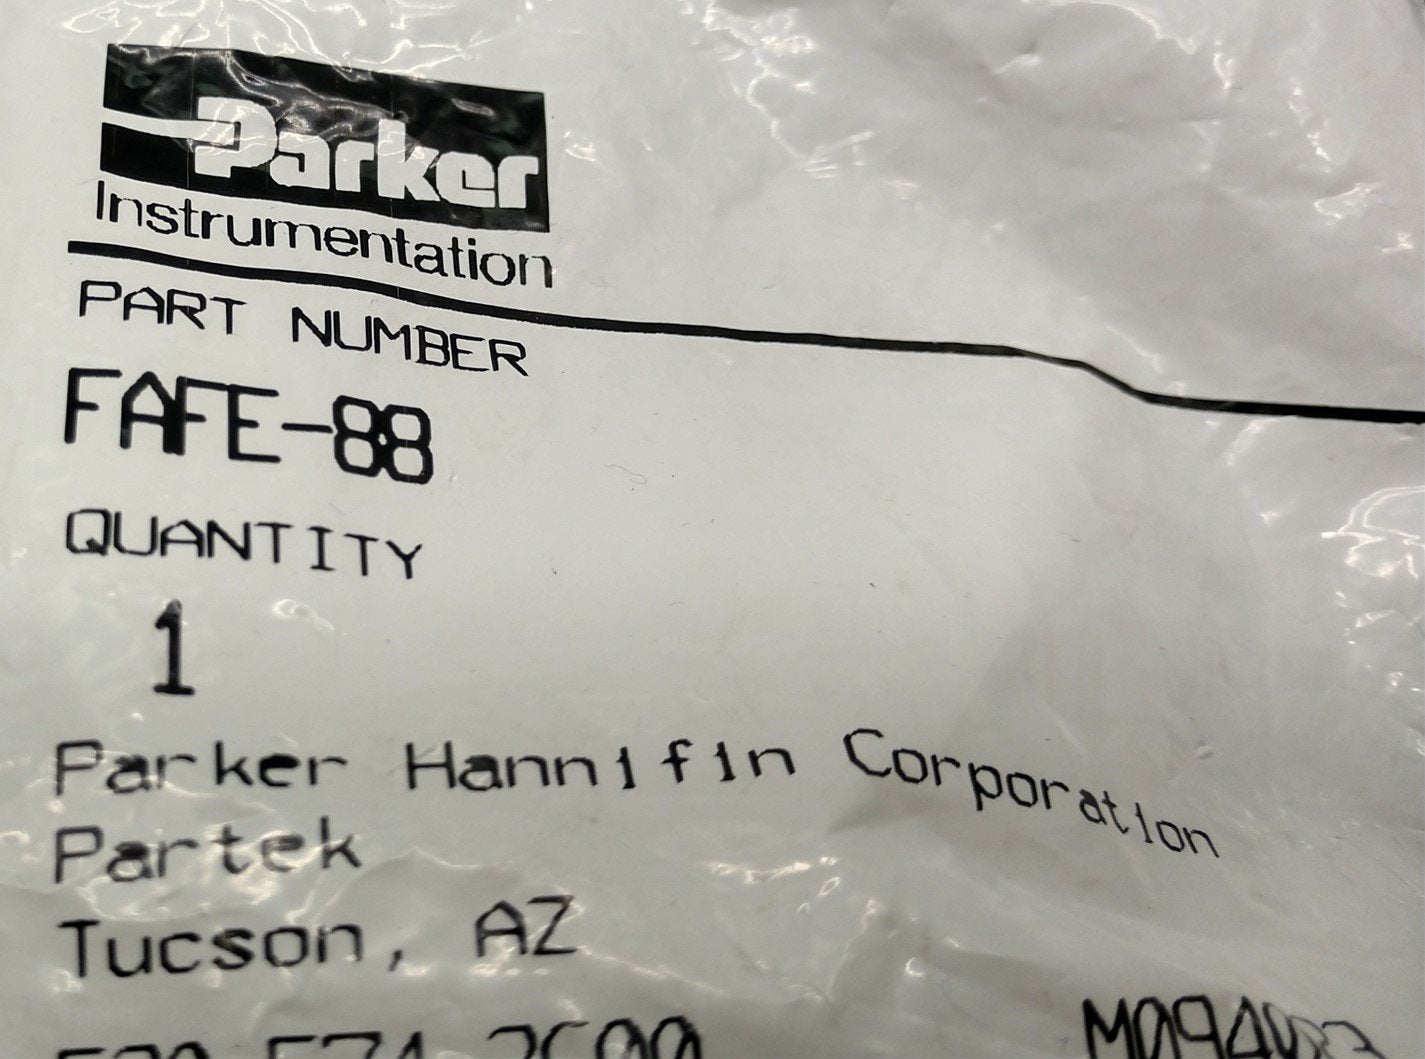 Parker
Instrumentation
PART NUMBER
FAFE-88
QUANTITY
1
Parker Hannifin Corporation
Partek
Tucson, AZ